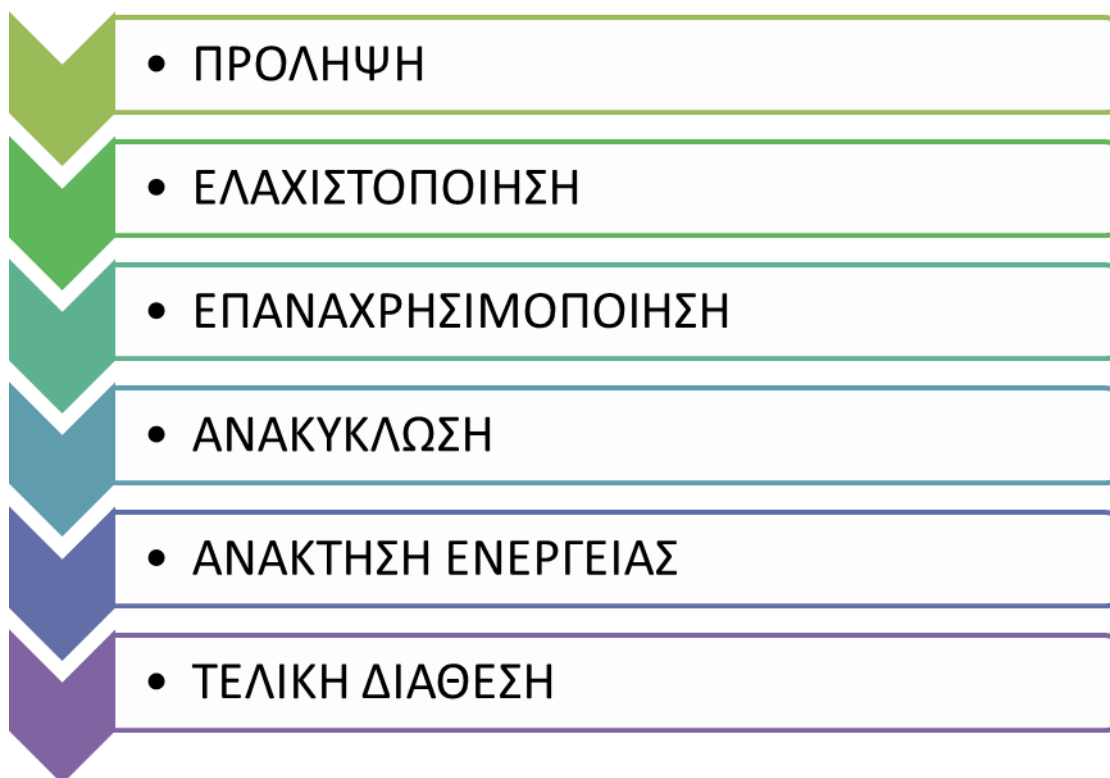 • ΠΡΟΛΗΨΗ
• ΕΛΑΧΙΣΤΟΠΟΙΗΣΗ
• ΕΠΑΝΑΧΡΗΣΙΜΟΠΟΙΗΣΗ
• ΑΝΑΚΥΚΛΩΣΗ
• ΑΝΑΚΤΗΣΗ ΕΝΕΡΓΕΙΑΣ
• ΤΕΛΙΚΗ ΔΙΑΘΕΣΗ